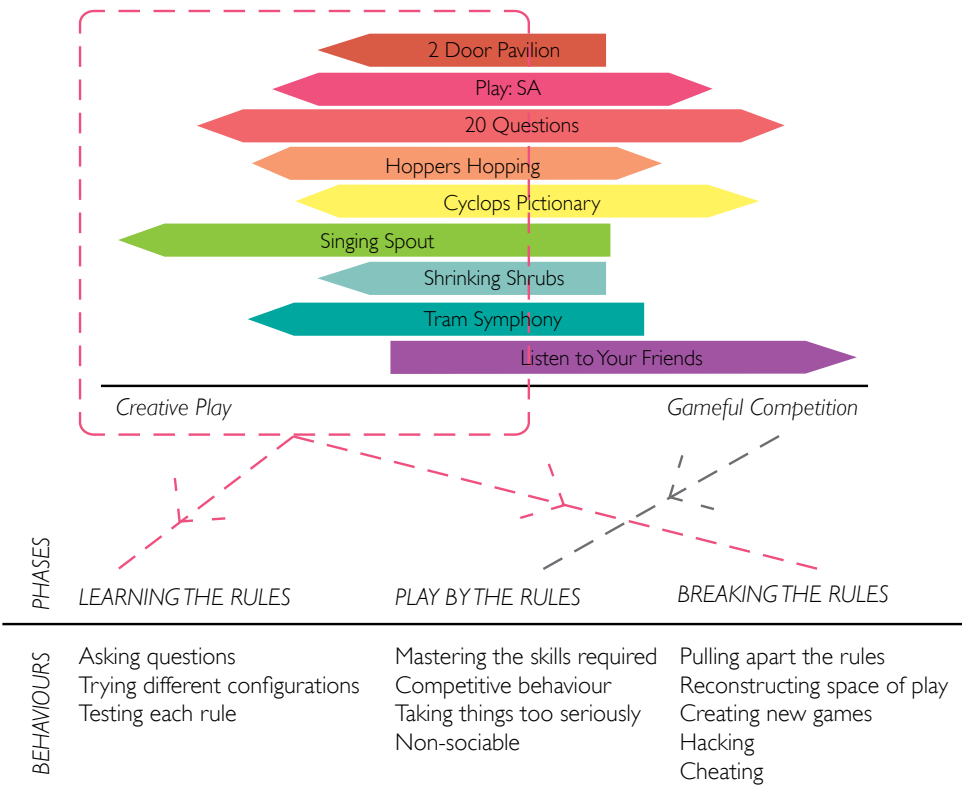 2 Door Pavilion
Play: SA
20 Questions
Hoppers Hopping
Cyclops Pictionary
Singing Spout
Shrinking Shrubs
Tram Symphony
Listen to Your Friends
Creative Play
Gameful Competition
PHASES
LEARNING THE RULES
PLAY BY THE RULES
BREAKING THE RULES
BEHAVIOURS
Asking questions
Trying different configurations
Testing each rule
Mastering the skills required
Competitive behaviour
Taking things too seriously
Non-sociable
Pulling apart the rules
Reconstructing space of play
Creating new games
Hacking
Cheating